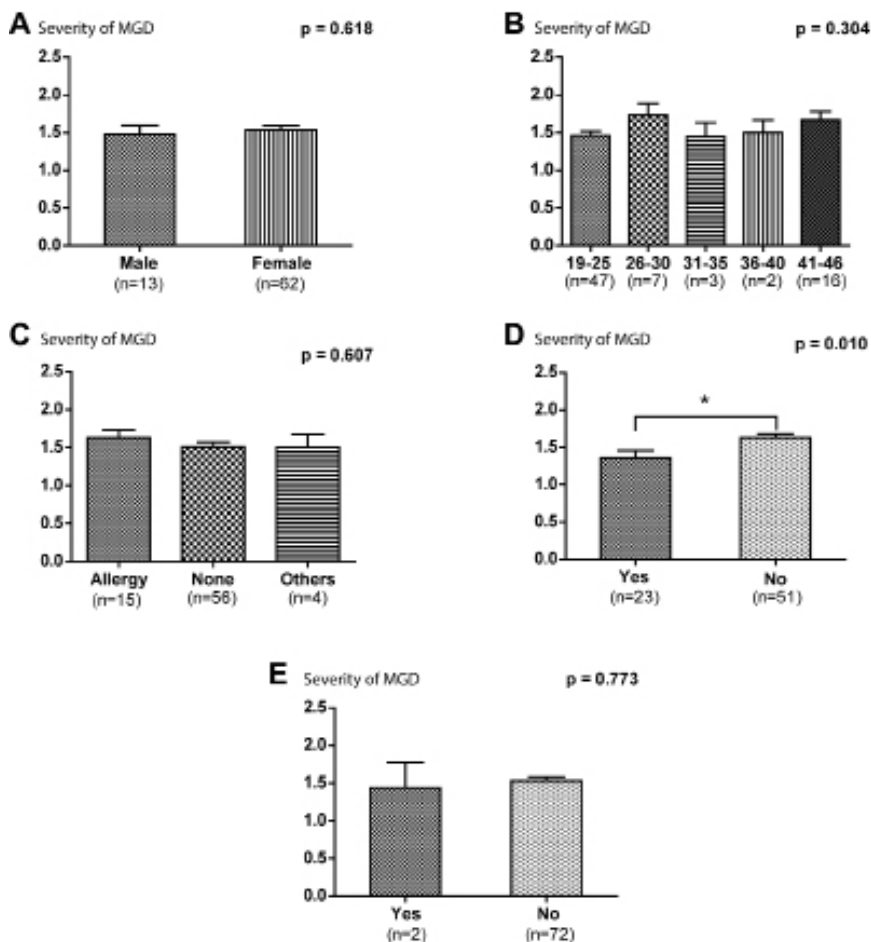 A Severity of MGD p = 0.618
2.5
2.0
1.5
1.0
0.5
0.0
Male Female
(n=13) (n=62)
B Severity of MGD p = 0.304
2.5
2.0
1.5
1.0
0.5
0.0
19-25 26-30 31-35 36-40 41-46
(n=47) (n=7) (n=3) (n=2) (n=16)
C Severity of MGD p = 0.607
2.5
2.0
1.5
1.0
0.5
0.0
Allergy None Others
(n=15) (n=56) (n=4)
D Severity of MGD p = 0.010
2.5
2.0
1.5
1.0
0.5
0.0
*
Yes No
(n=23) (n=51)
E Severity of MGD p = 0.773
2.5
2.0
1.5
1.0
0.5
0.0
Yes No
(n=2) (n=72)